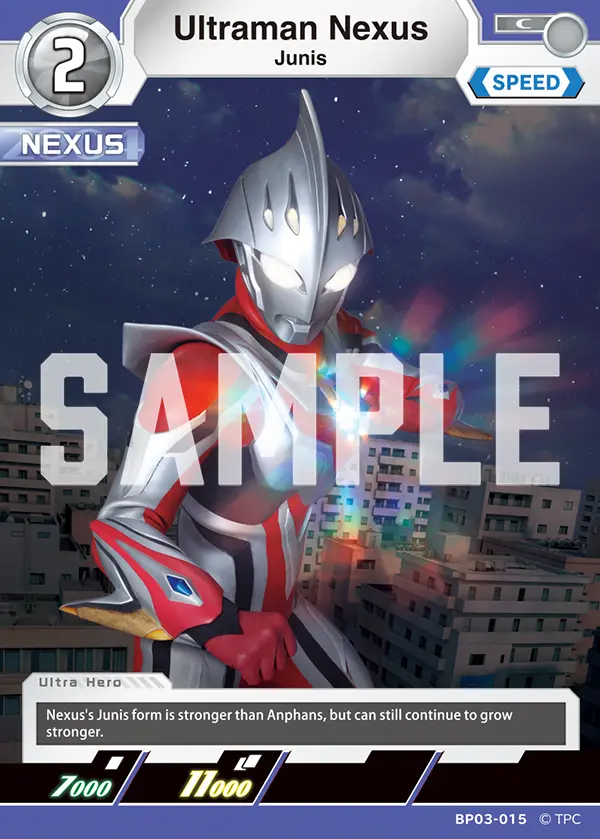 2
Ultraman Nexus
Junis
C
SPEED
NEXUS
SAMPLE
Ultra Hero
Nexus's Junis form is stronger than Anphans, but can still continue to grow
stronger.
7000
11000
BP03-015 © TPC